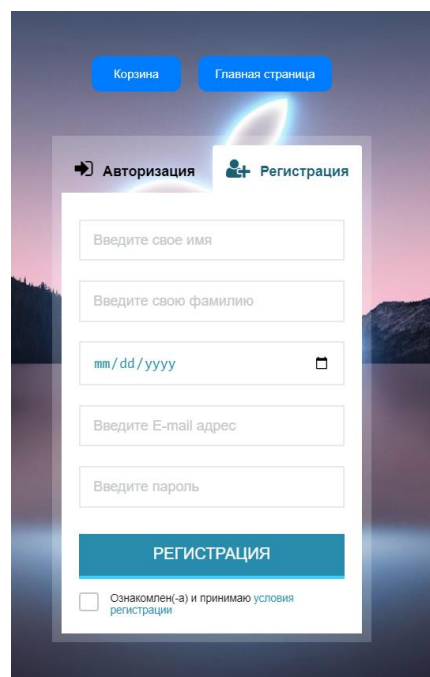 Корзина
Главная страница
Авторизация
Регистрация
Введите свое имя
Введите свою фамилию
mm/dd/yyyy
Введите E-mail адрес
Введите пароль
РЕГИСТРАЦИЯ
Ознакомлен(-а) и принимаю условия
регистрации